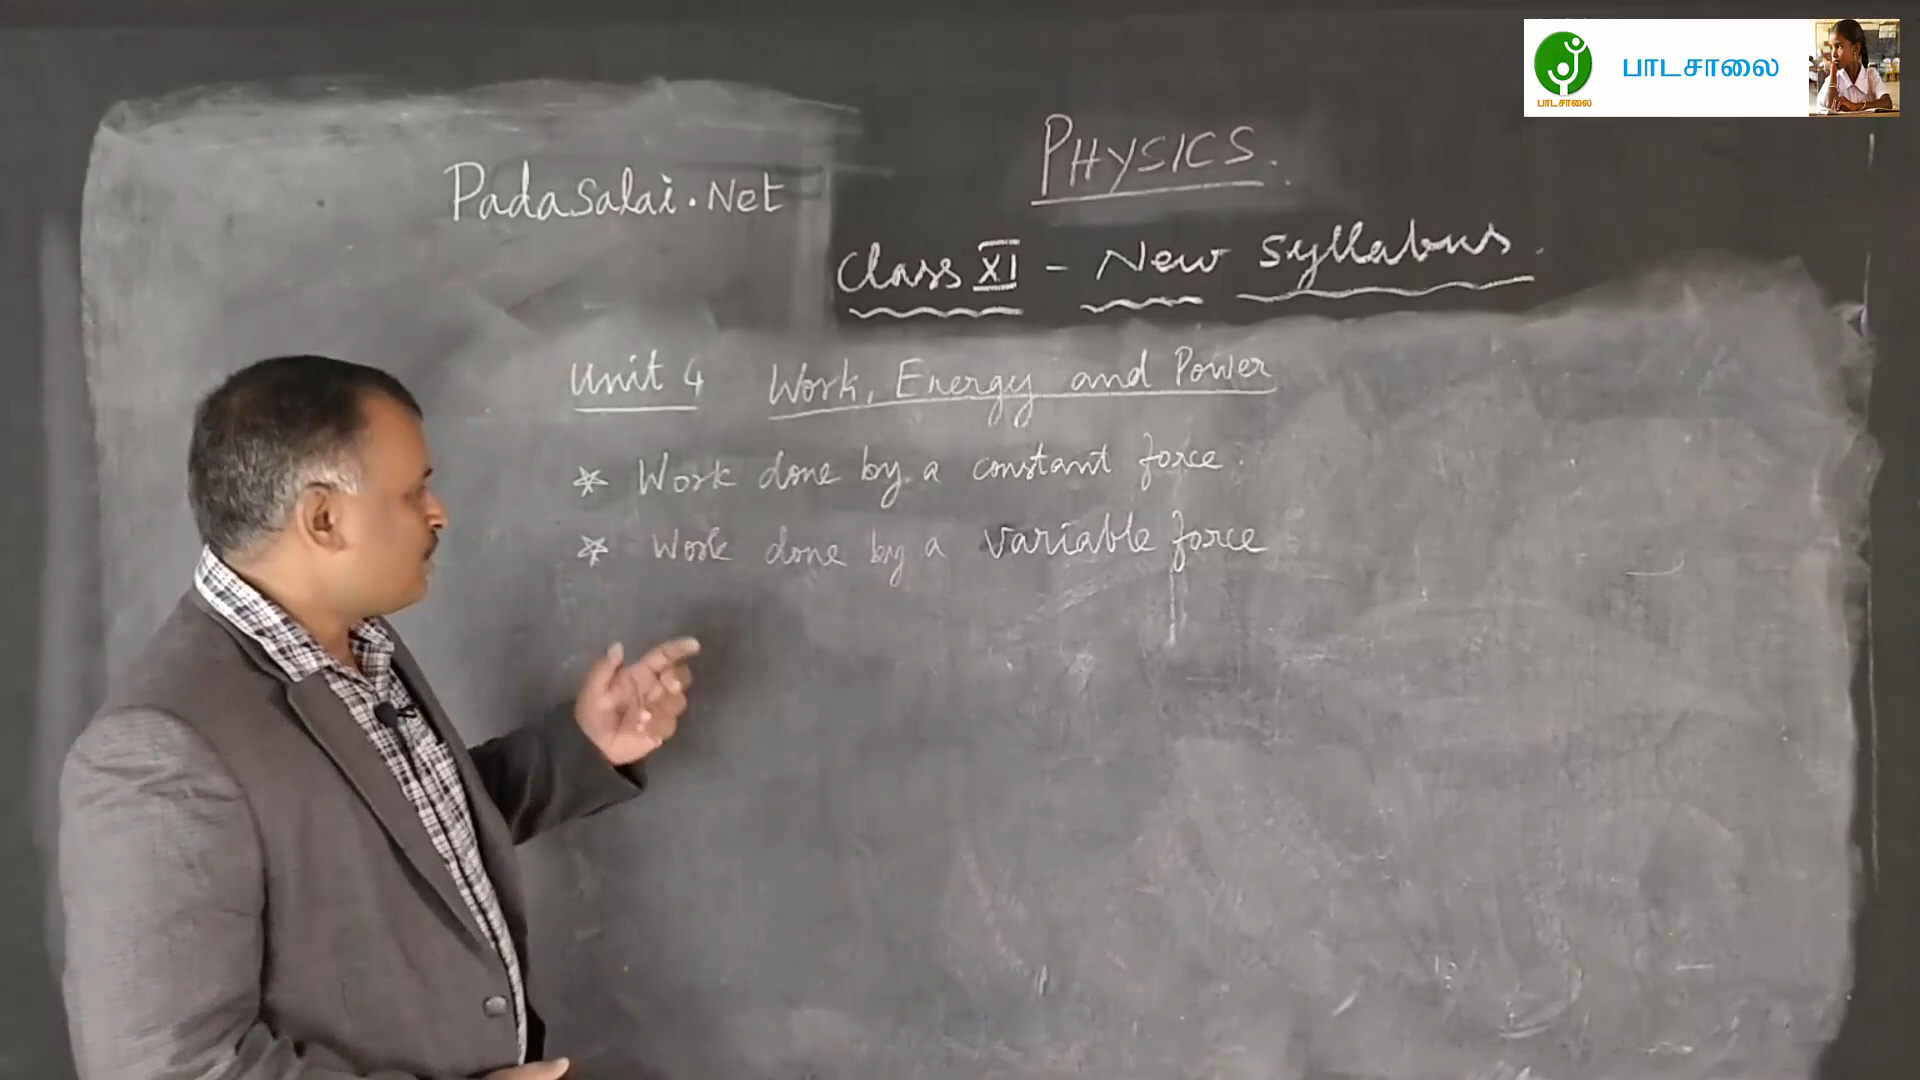 பாடசாலை
பாடசாலை
PHYSICS.
PadaSalai.Net
Class XI - New Syllabus.
Unit 4 Work, Energy and Power
* Work done by a constant force.
* Work done by a variable force